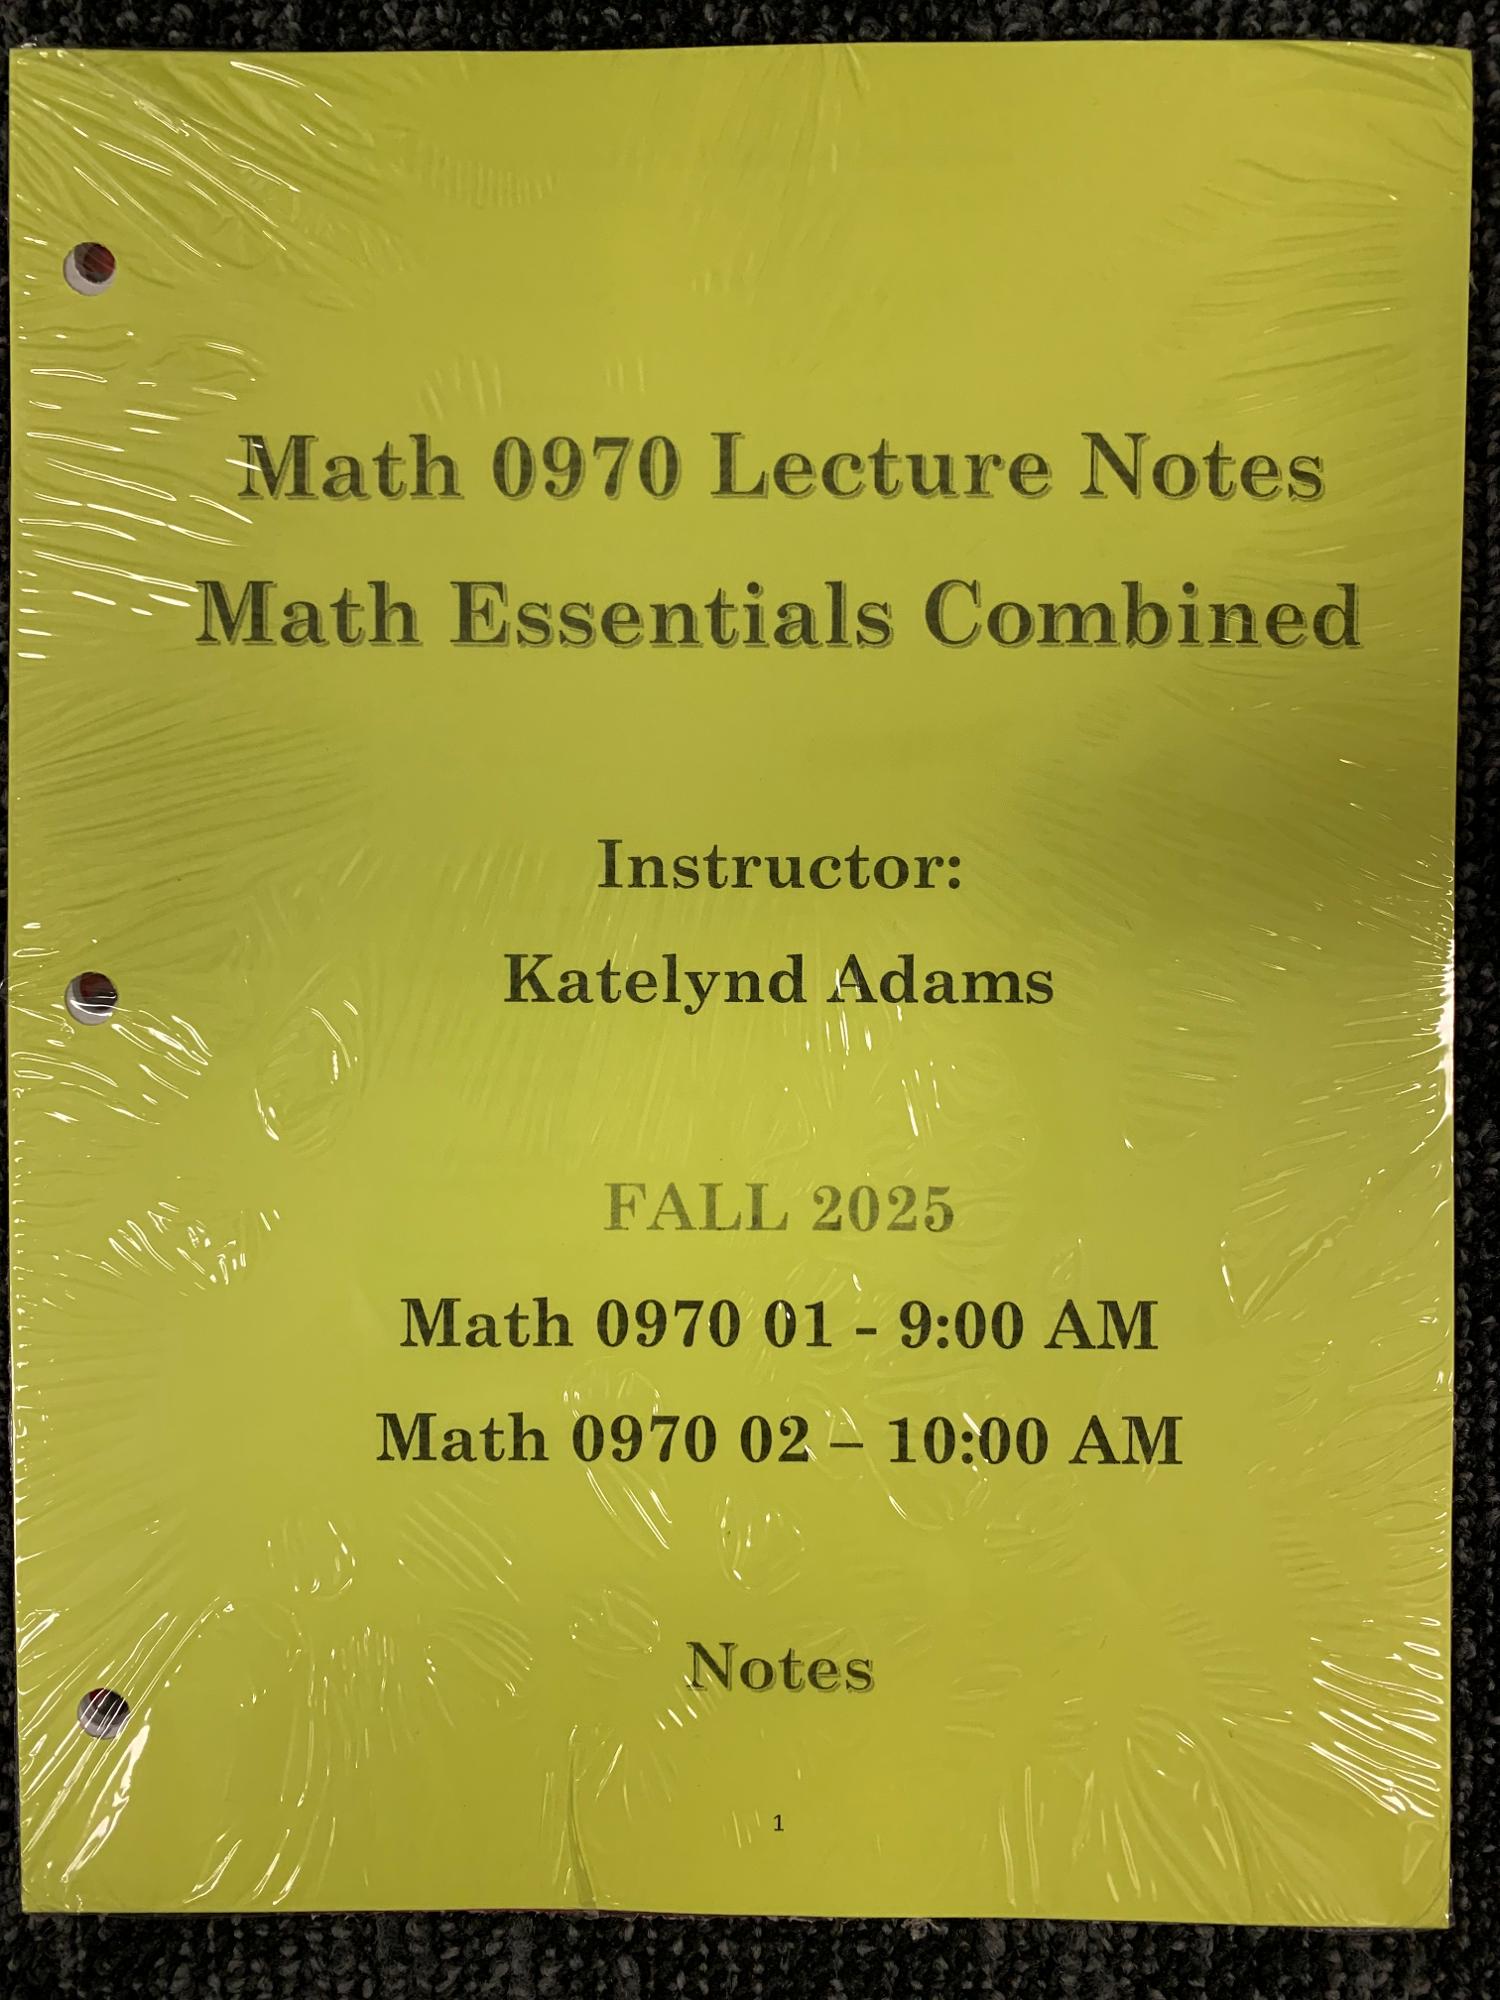 Math 0970 Lecture Notes
Math Essentials Combined
Instructor:
Katelynd Adams
FALL 2025
Math 0970 01 - 9:00 AM
Math 0970 02 – 10:00 AM
Notes
1